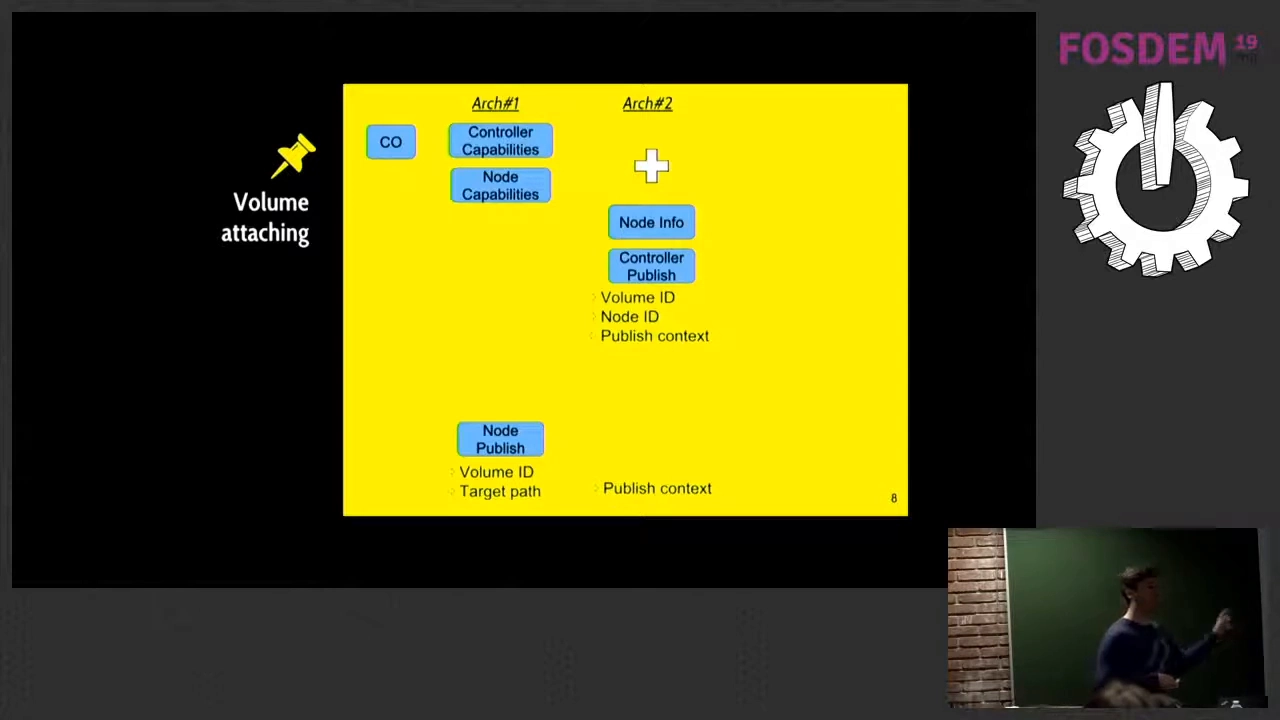 FOSDEM 19
Volume
attaching
Arch#1
Arch#2
CO
Controller
Capabilities
Node
Capabilities
Node Info
Controller
Publish
Volume ID
Node ID
Publish context
Node
Publish
Volume ID
Target path
Publish context
8